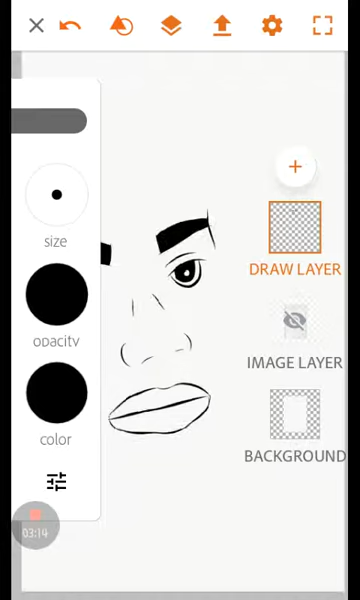 size
DRAW LAYER
opacity
IMAGE LAYER
color
BACKGROUND
03:14